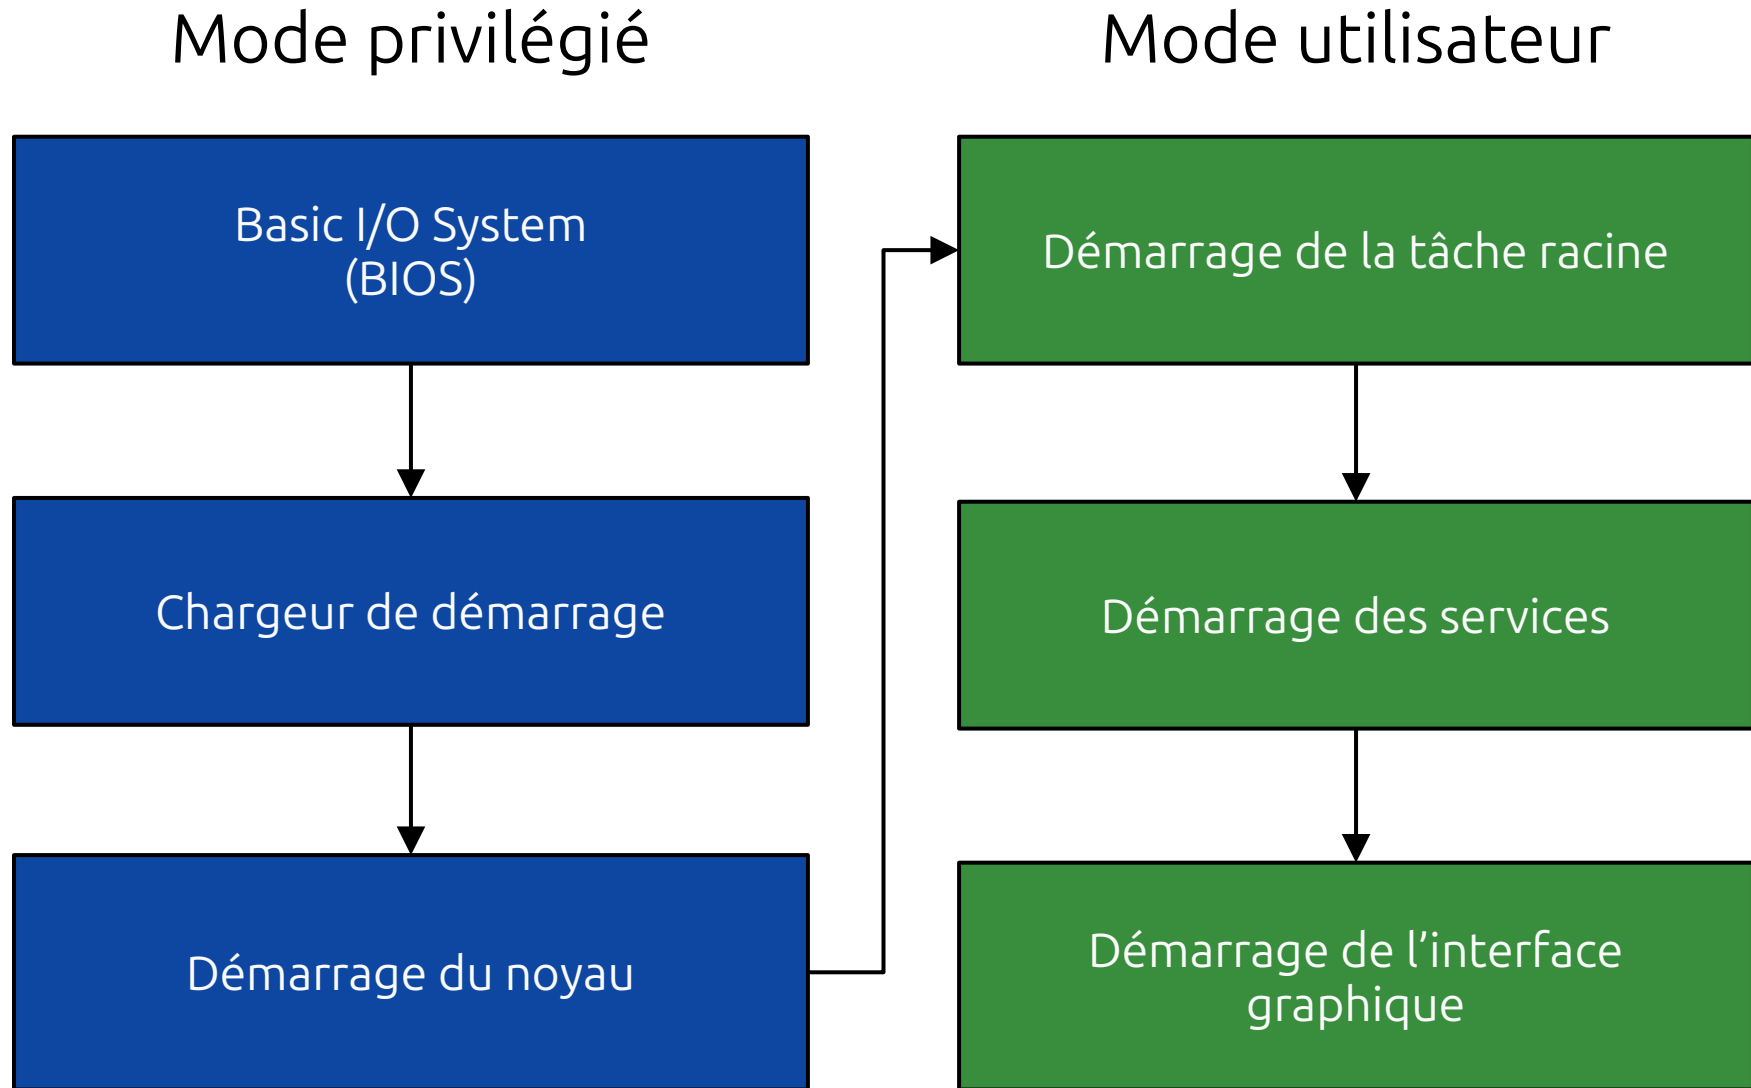 Mode privilégié
Basic I/O System
(BIOS)
Chargeur de démarrage
Démarrage du noyau
Mode utilisateur
Démarrage de la tâche racine
Démarrage des services
Démarrage de l’interface
graphique